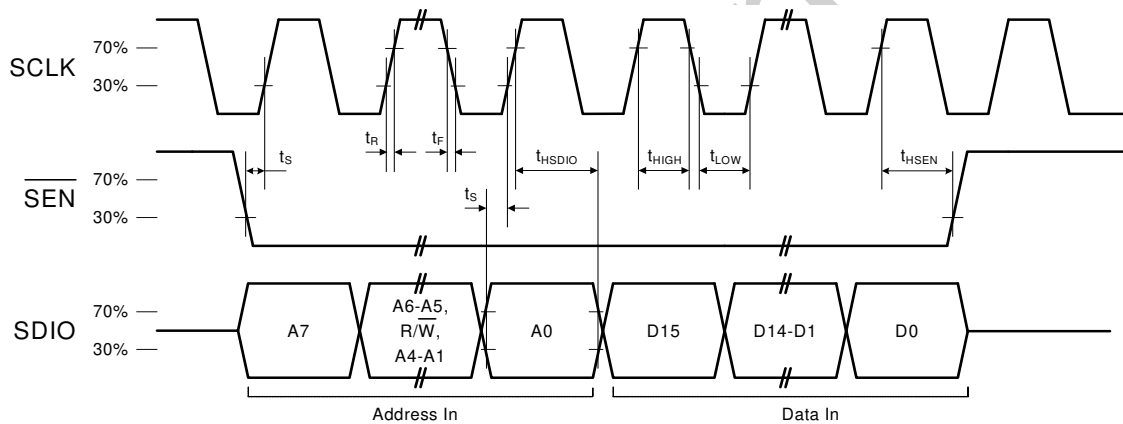 SCLK
70%
30%
tR
tF
tS
tHSDIO
tHIGH
tLOW
tHSEN
SEN
70%
30%
tS
SDIO
70%
30%
A7
A6-A5,
R/W,
A4-A1
A0
D15
D14-D1
D0
Address In
Data In